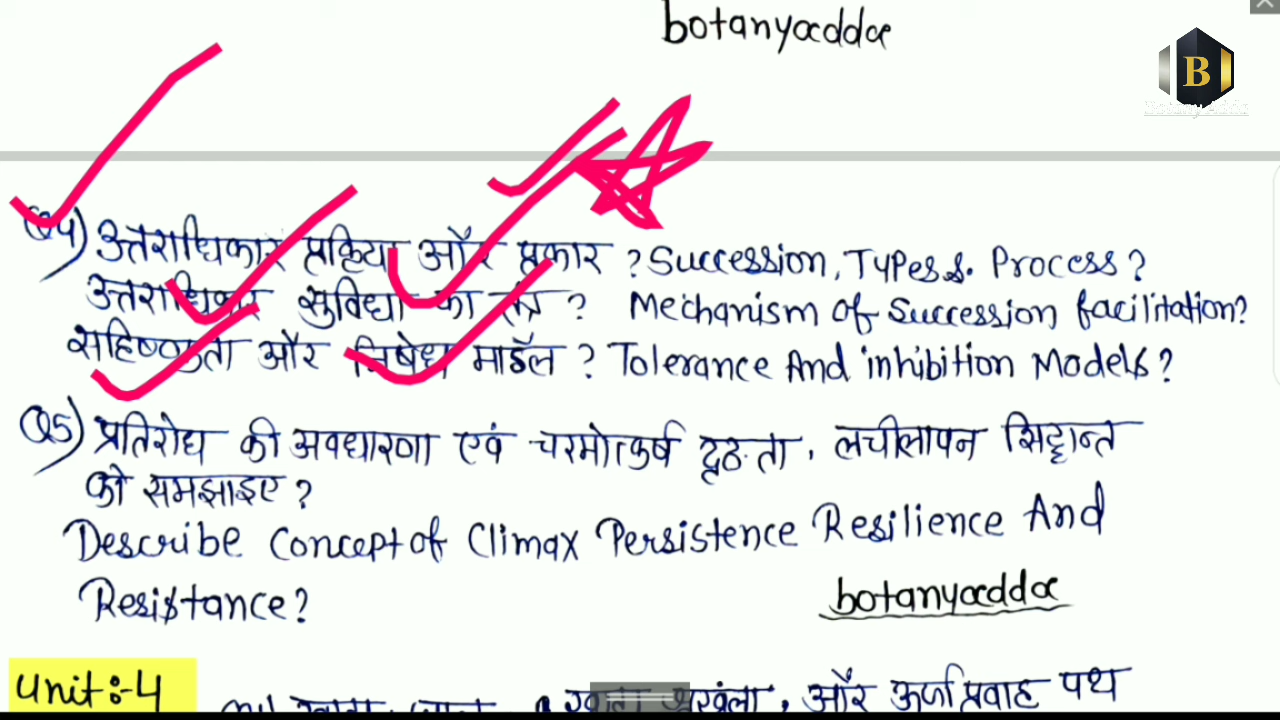 botanyadda
B
Botany Adda
Q4) उत्तराधिकार प्रक्रिया और प्रकार ? Succession, Types & Process?
उत्तराधिकार सुविधा का तंत्र ? Mechanism of Succession facilitation?
सहिष्णुता और निषेध माडॅल ? Tolerance And inhibition Models?
Q5) प्रतिरोध की अवधारणा एवं चरमोत्कर्ष दृढ़ता, लचीलापन सिद्दान्त
को समझाइए ?
Describe Concept of Climax Persistence Resilience And
Resistance?
botanyadda
Unit:-4
और ऊर्जा प्रवाह पथ